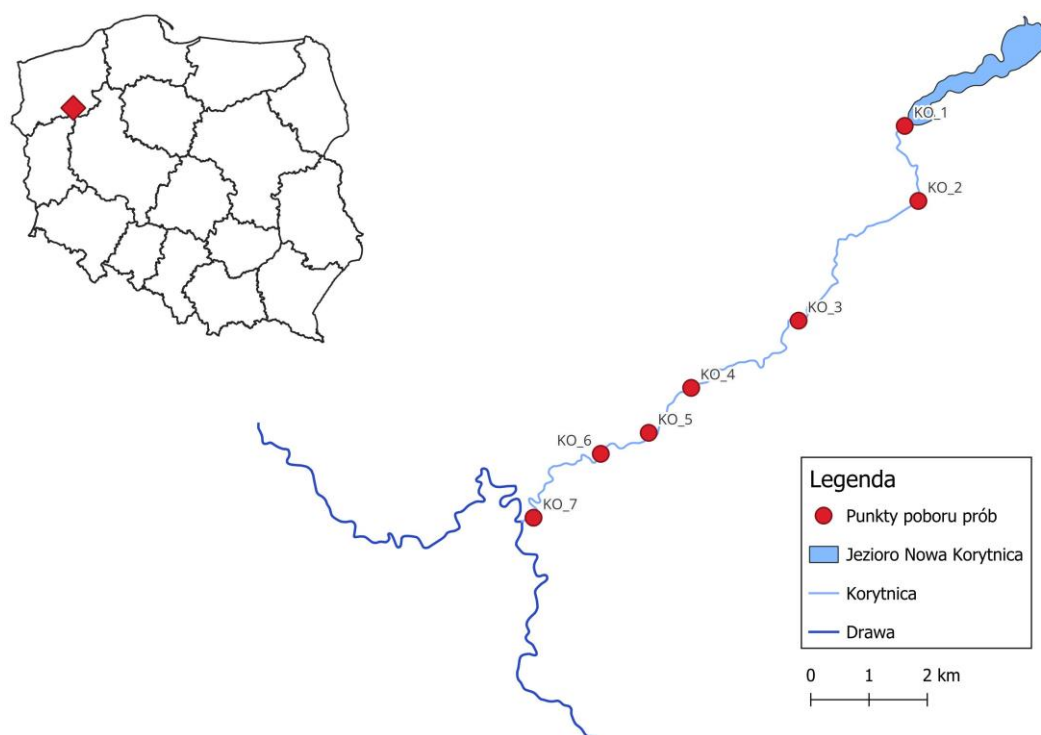 KO_1
KO_2
KO_3
KO_4
KO_5
KO_6
KO_7
Legenda
Punkty poboru prób
Jezioro Nowa Korytnica
Korytnica
Drawa
0 1 2 km